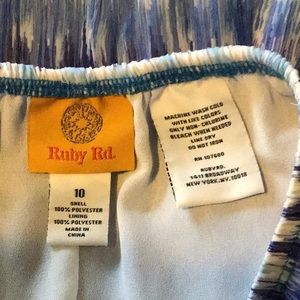 Ruby Rd.
10
SHELL
100% POLYESTER
LINING
100% POLYESTER
MADE IN
CHINA
MACHINE WASH COLD
WITH LIKE COLORS
ONLY NON-CHLORINE
BLEACH WHEN NEEDED
LINE DRY
DO NOT IRON
RN 107680
RUBYRD.
1411 BROADWAY
NEW YORK, NY. 10018